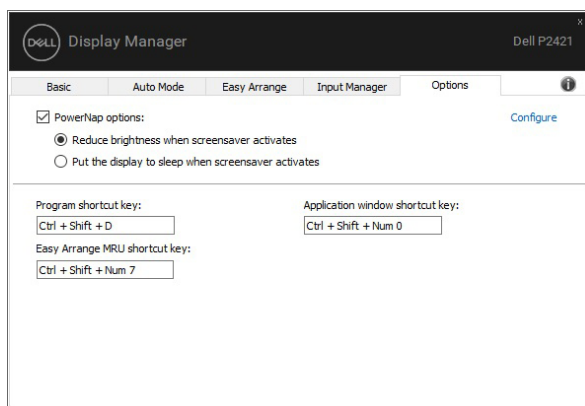 DELL Display Manager Dell P2421
Basic Auto Mode Easy Arrange Input Manager Options
PowerNap options: Configure
Reduce brightness when screensaver activates
Put the display to sleep when screensaver activates
Program shortcut key: Application window shortcut key:
Ctrl + Shift + D Ctrl + Shift + Num 0
Easy Arrange MRU shortcut key:
Ctrl + Shift + Num 7